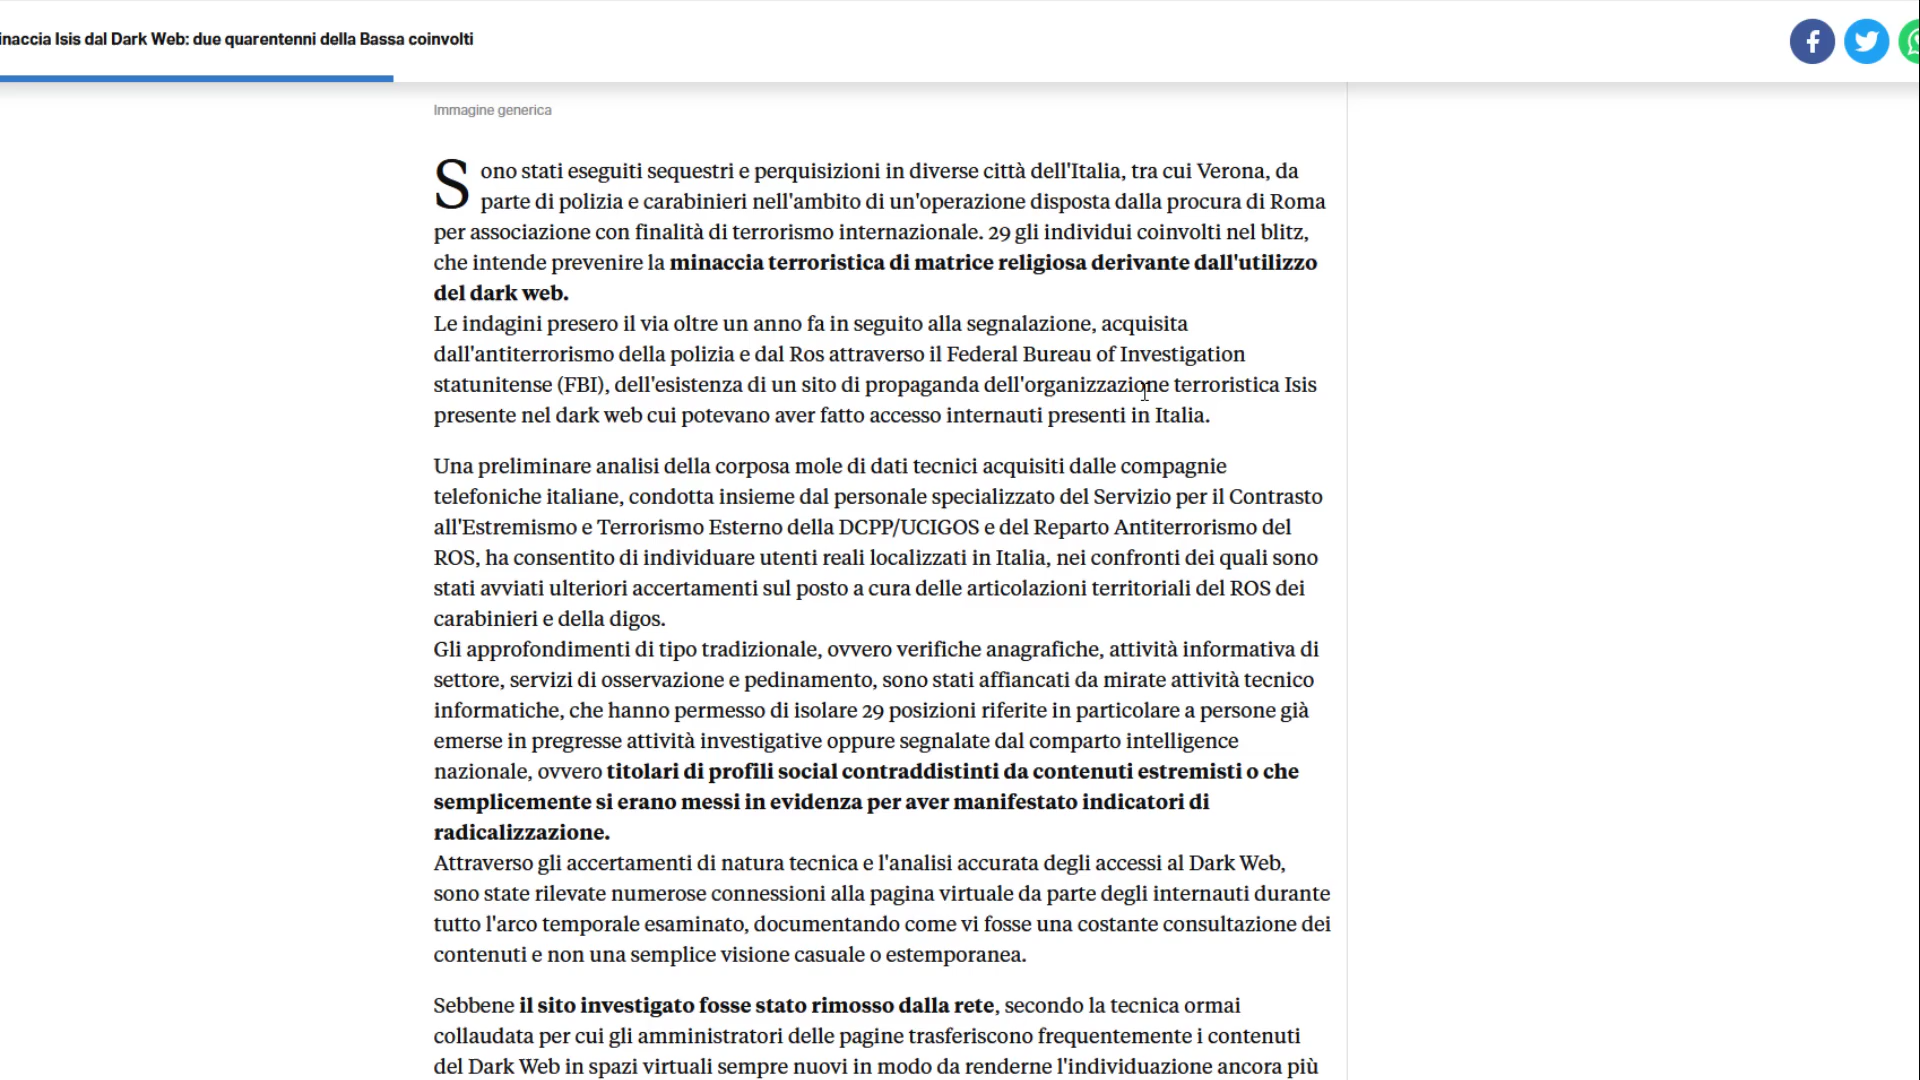 inaccia Isis dal Dark Web: due quarentenni della Bassa coinvolti
Immagine generica
Sono stati eseguiti sequestri e perquisizioni in diverse città dell'Italia, tra cui Verona, da
parte di polizia e carabinieri nell'ambito di un'operazione disposta dalla procura di Roma
per associazione con finalità di terrorismo internazionale. 29 gli individui coinvolti nel blitz,
che intende prevenire la minaccia terroristica di matrice religiosa derivante dall'utilizzo
del dark web.
Le indagini presero il via oltre un anno fa in seguito alla segnalazione, acquisita
dall'antiterrorismo della polizia e dal Ros attraverso il Federal Bureau of Investigation
statunitense (FBI), dell'esistenza di un sito di propaganda dell'organizzazione terroristica Isis
presente nel dark web cui potevano aver fatto accesso internauti presenti in Italia.
Una preliminare analisi della corposa mole di dati tecnici acquisiti dalle compagnie
telefoniche italiane, condotta insieme dal personale specializzato del Servizio per il Contrasto
all'Estremismo e Terrorismo Esterno della DCPP/UCIGOS e del Reparto Antiterrorismo del
ROS, ha consentito di individuare utenti reali localizzati in Italia, nei confronti dei quali sono
stati avviati ulteriori accertamenti sul posto a cura delle articolazioni territoriali del ROS dei
carabinieri e della digos.
Gli approfondimenti di tipo tradizionale, ovvero verifiche anagrafiche, attività informativa di
settore, servizi di osservazione e pedinamento, sono stati affiancati da mirate attività tecnico
informatiche, che hanno permesso di isolare 29 posizioni riferite in particolare a persone già
emerse in pregresse attività investigative oppure segnalate dal comparto intelligence
nazionale, ovvero titolari di profili social contraddistinti da contenuti estremisti o che
semplicemente si erano messi in evidenza per aver manifestato indicatori di
radicalizzazione.
Attraverso gli accertamenti di natura tecnica e l'analisi accurata degli accessi al Dark Web,
sono state rilevate numerose connessioni alla pagina virtuale da parte degli internauti durante
tutto l'arco temporale esaminato, documentando come vi fosse una costante consultazione dei
contenuti e non una semplice visione casuale o estemporanea.
Sebbene il sito investigato fosse stato rimosso dalla rete, secondo la tecnica ormai
collaudata per cui gli amministratori delle pagine trasferiscono frequentemente i contenuti
del Dark Web in spazi virtuali sempre nuovi in modo da renderne l'individuazione ancora più